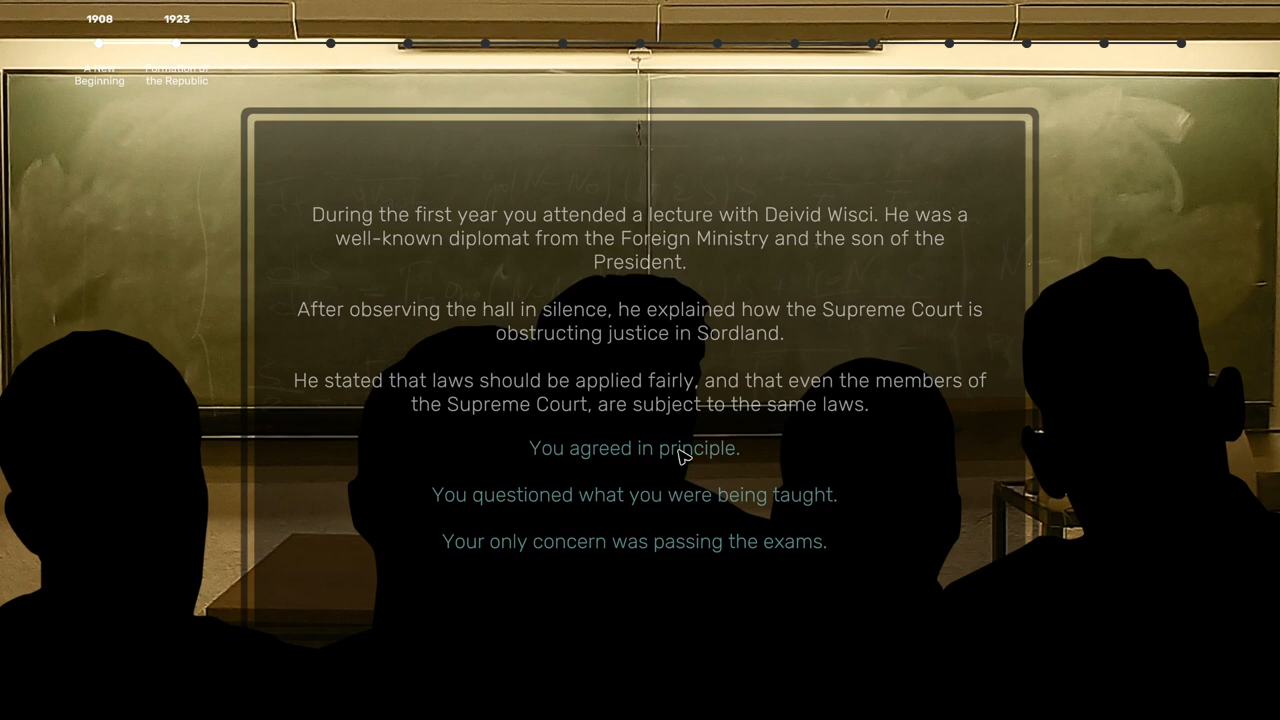 1908 1923
A New Formation of
Beginning the Republic
During the first year you attended a lecture with Deivid Wisci. He was a
well-known diplomat from the Foreign Ministry and the son of the
President.
After observing the hall in silence, he explained how the Supreme Court is
obstructing justice in Sordland.
He stated that laws should be applied fairly, and that even the members of
the Supreme Court, are subject to the same laws.
You agreed in principle.
You questioned what you were being taught.
Your only concern was passing the exams.